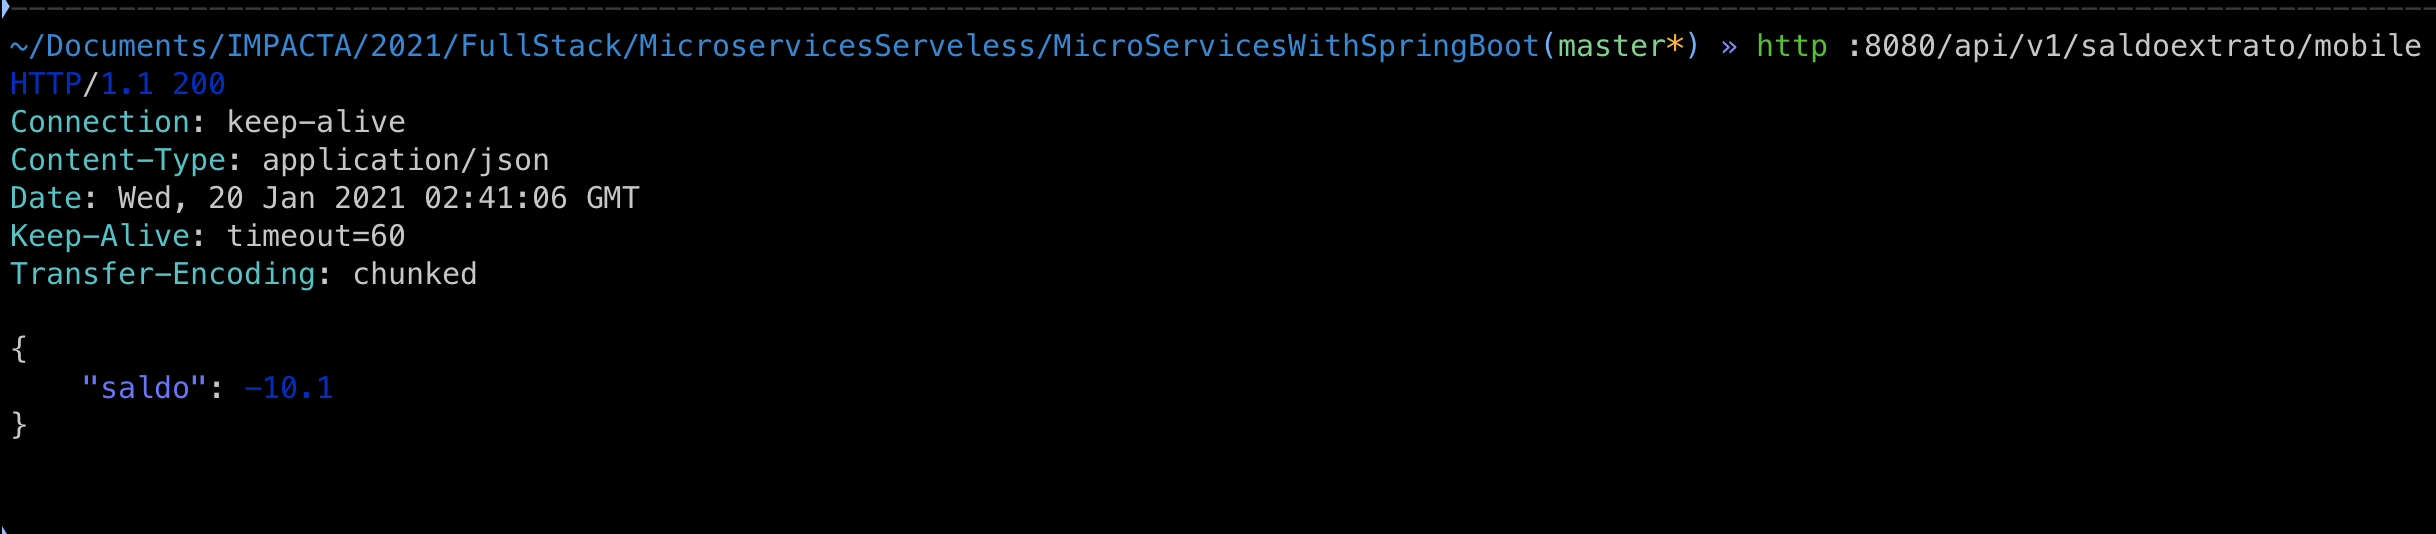 ~/Documents/IMPACTA/2021/FullStack/MicroservicesServeless/MicroServicesWithSpringBoot(master*) » http :8080/api/v1/saldoextrato/mobile
HTTP/1.1 200
Connection: keep-alive
Content-Type: application/json
Date: Wed, 20 Jan 2021 02:41:06 GMT
Keep-Alive: timeout=60
Transfer-Encoding: chunked
{
    "saldo": -10.1
}